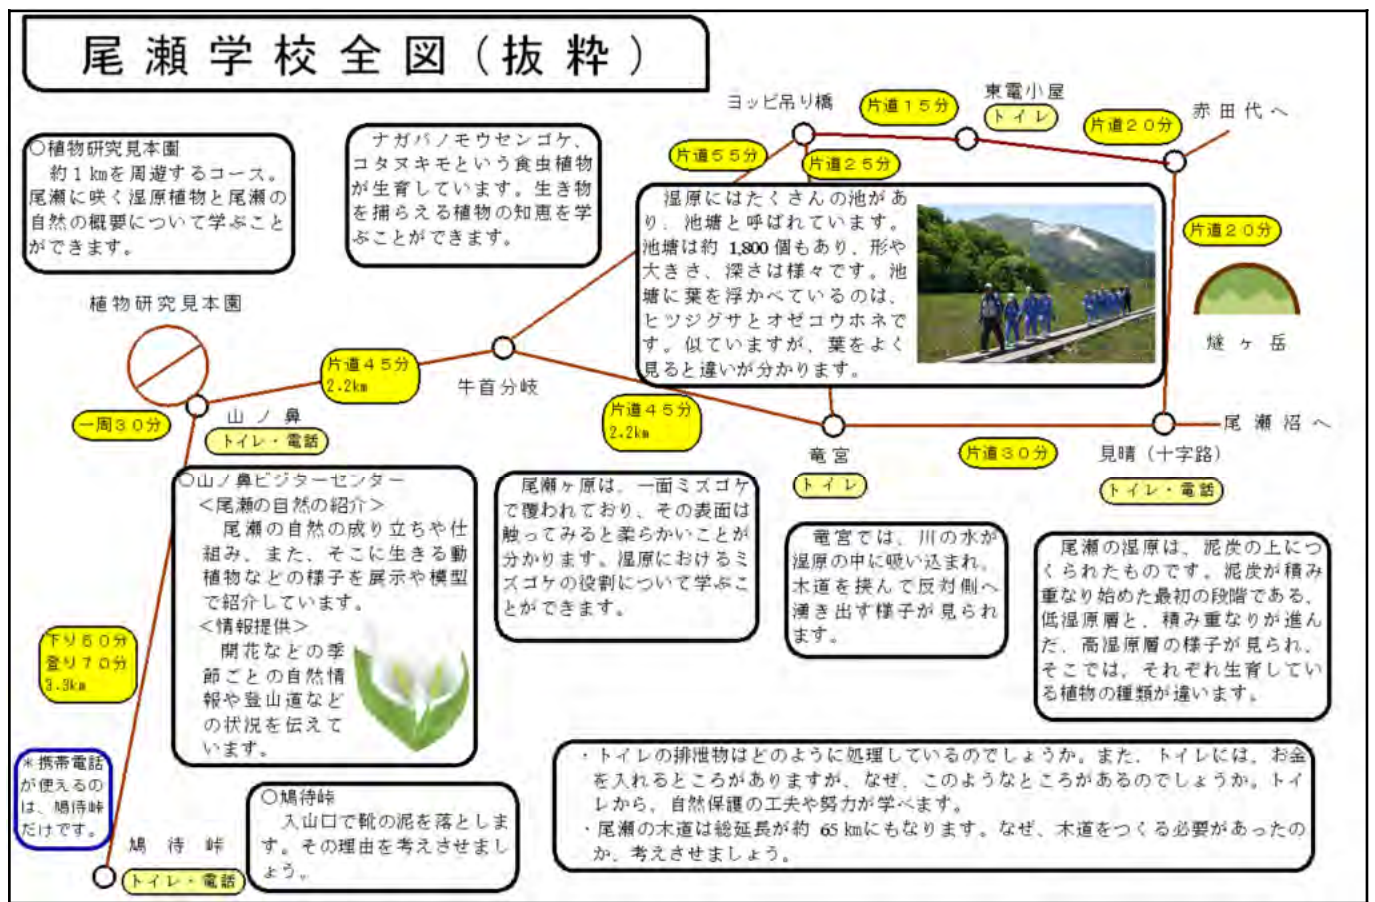 尾瀬学校全図(抜粋)
ヨッピ吊り橋
片道15分
東電小屋
トイレ
片道20分
赤田代へ
片道55分
片道25分
○植物研究見本園
約1kmを周遊するコース。
尾瀬に咲く湿原植物と尾瀬の
自然の概要について学ぶこと
ができます。
ナガバノモウセンゴケ、
コタヌキモという食虫植物
が生育しています。生き物
を捕らえる植物の知恵を学
ぶことができます。
湿原にはたくさんの池があ
り、池塘と呼ばれています。
池塘は約 1,800 個もあり、形や
大きさ、深さは様々です。池
塘に葉を浮かべているのは、
ヒツジグサとオゼコウホネで
す。似ていますが、葉をよく
見ると違いが分かります。
片道20分
燧ヶ岳
植物研究見本園
片道45分
2.2km
牛首分岐
一周30分
山ノ鼻
トイレ・電話
片道45分
2.2km
竜宮
トイレ
片道30分
見晴(十字路)
トイレ・電話
尾瀬沼へ
○山ノ鼻ビジターセンター
<尾瀬の自然の紹介>
尾瀬の自然の成り立ちや仕
組み、また、そこに生きる動
植物などの様子を展示や模型
で紹介しています。
<情報提供>
開花などの季
節ごとの自然情
報や登山道など
の状況を伝えて
います。
尾瀬ヶ原は、一面ミズゴケ
で覆われており、その表面は
触ってみると柔らかいことが
分かります。湿原におけるミ
ズゴケの役割について学ぶこ
とができます。
竜宮では、川の水が
湿原の中に吸い込まれ、
木道を挟んで反対側へ
湧き出す様子が見られ
ます。
尾瀬の湿原は、泥炭の上につ
くられたものです。泥炭が積み
重なり始めた最初の段階である、
低湿原層と、積み重なりが進ん
だ、高湿原層の様子が見られ、
そこでは、それぞれ生育してい
る植物の種類が違います。
下り60分
登り70分
3.3km
*携帯電話
が使えるの
は、鳩待峠
だけです。
鳩待峠
トイレ・電話
○鳩待峠
入山口で靴の泥を落としま
す。その理由を考えさせまし
ょう。
・トイレの排泄物はどのように処理しているのでしょうか。また、トイレには、お金
を入れるところがありますが、なぜ、このようなところがあるのでしょうか。トイ
レから、自然保護の工夫や努力が学べます。
・尾瀬の木道は総延長が約 65 kmにもなります。なぜ、木道をつくる必要があったの
か、考えさせましょう。